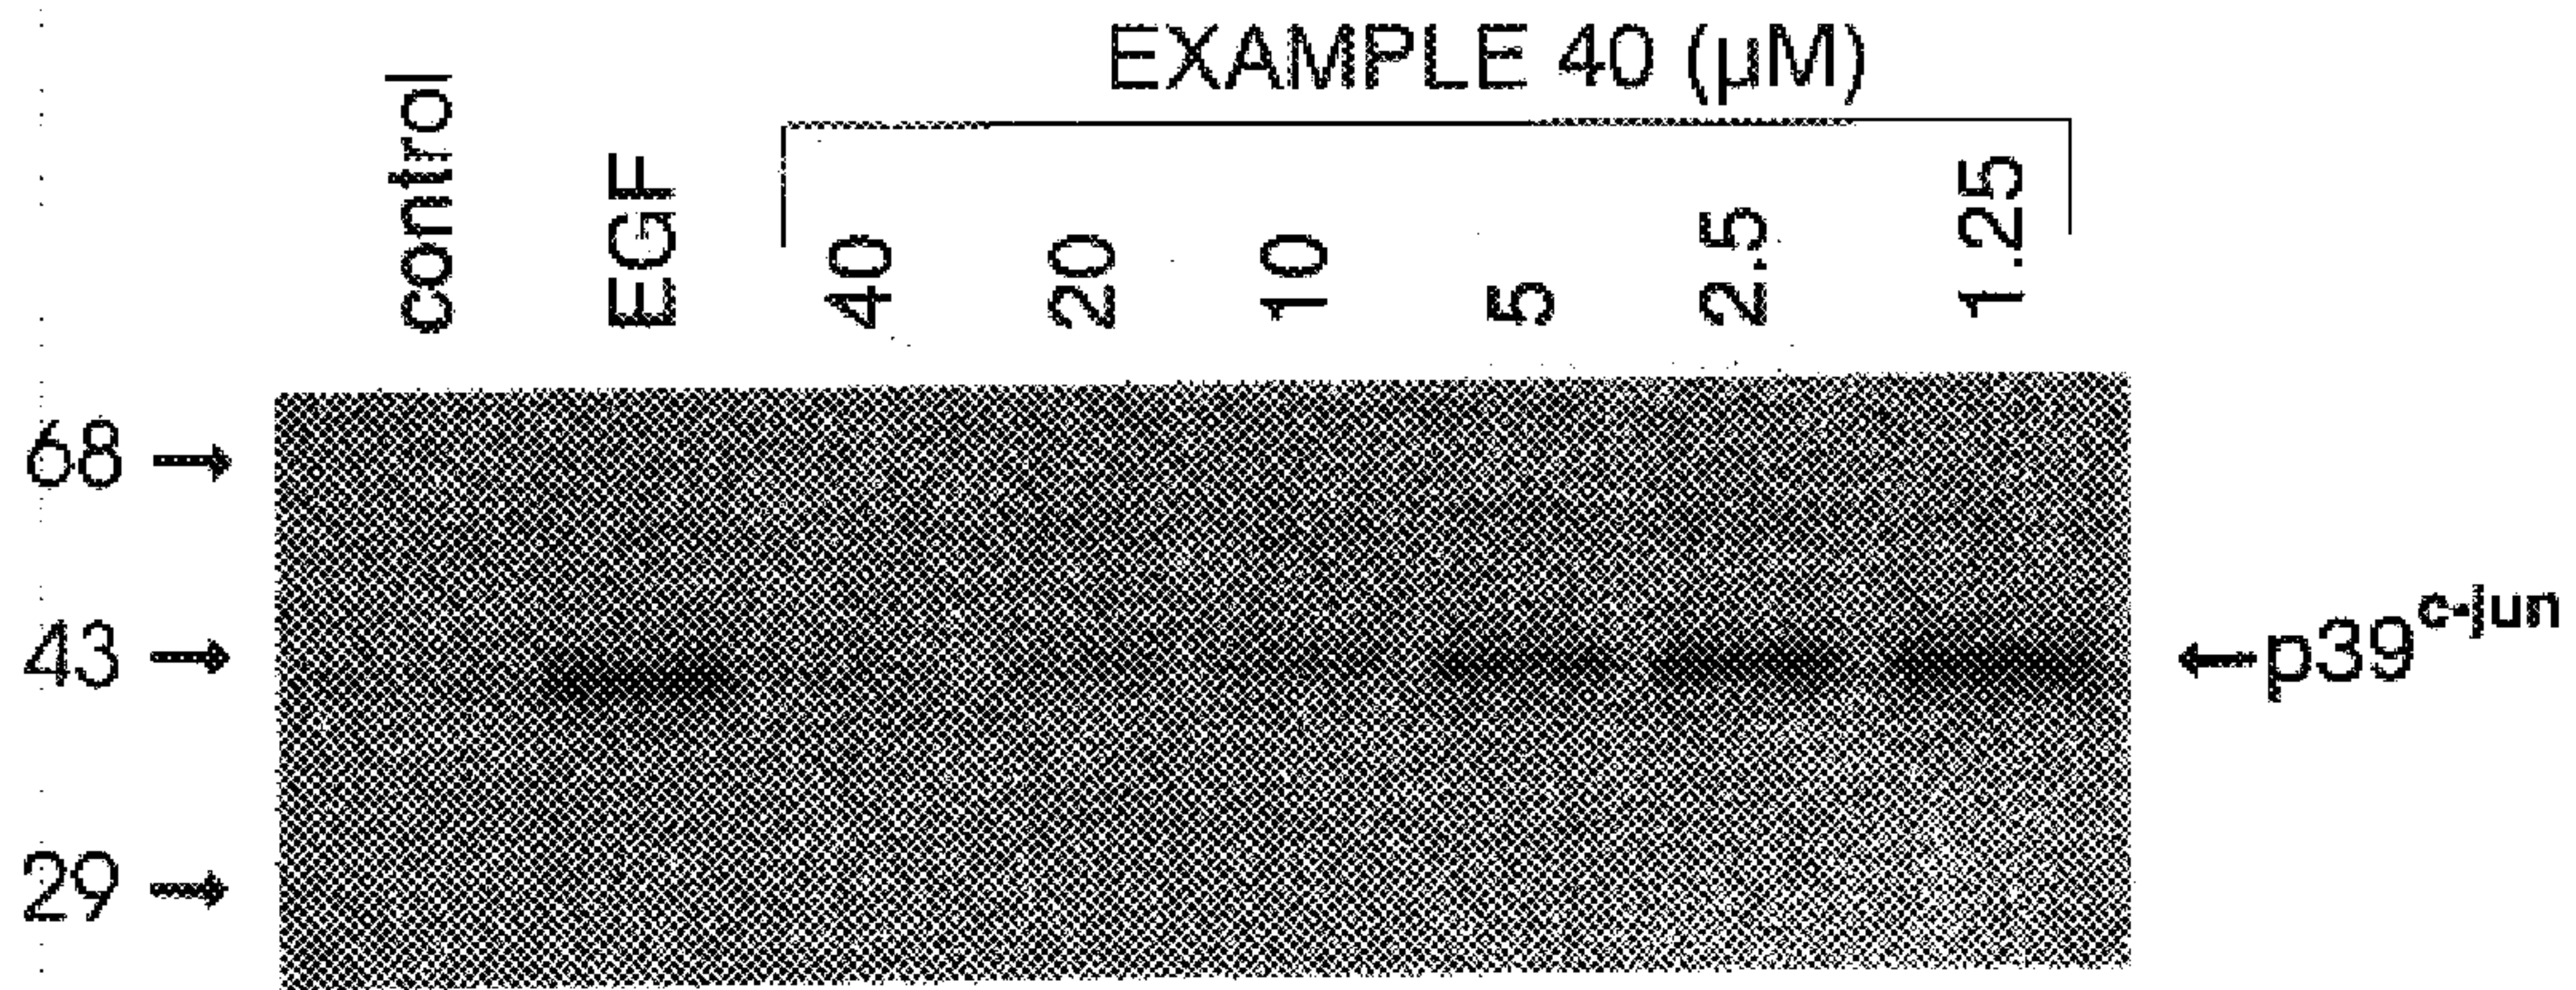 EXAMPLE 40 (µM)
control EGF 40 20 10 5 2.5 1.25
68 →
43 → ←p39c-jun
29 →